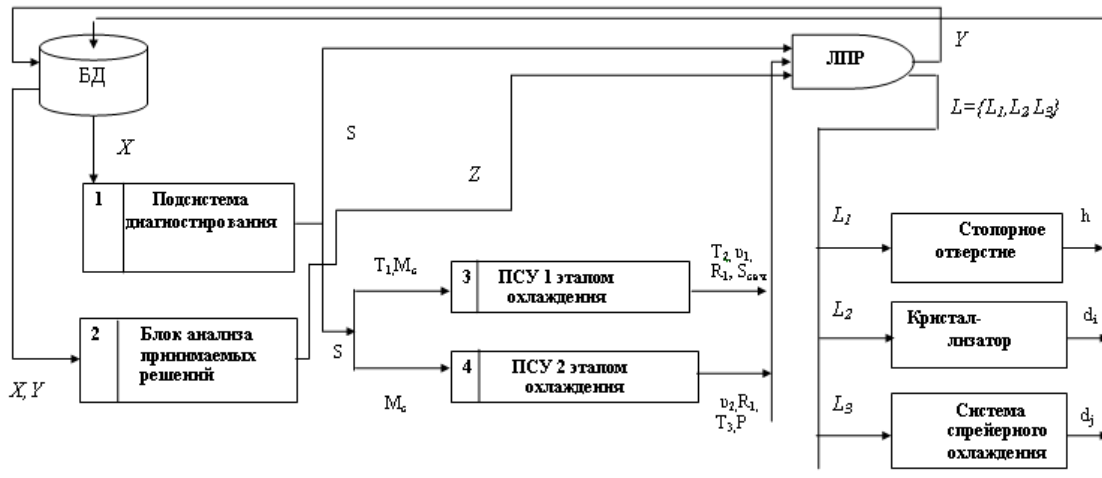 БД
ЛПР
Y
L={L₁,L₂,L₃}
X
S
Z
1
Подсистема
диагностирования
L₁
Стопорное
отверстие
h
T₁,Mₑ
3
ПСУ 1 этапом
охлаждения
T₂, υ₁,
R₁, Sсеч
2
Блок анализа
принимаемых
решений
S
L₂
Кристал-
лизатор
dᵢ
X,Y
Mₑ
4
ПСУ 2 этапом
охлаждения
υ₂,R₁,
T₃,P
L₃
Система
спрейерного
охлаждения
dⱼ